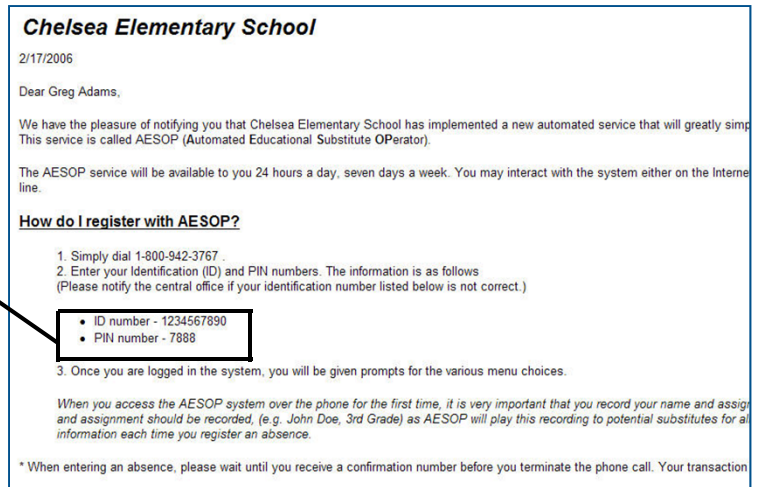 Chelsea Elementary School
2/17/2006
Dear Greg Adams,
We have the pleasure of notifying you that Chelsea Elementary School has implemented a new automated service that will greatly
This service is called AESOP (Automated Educational Substitute OPerator).
The AESOP service will be available to you 24 hours a day, seven days a week. You may interact with the system either on the
line.
How do I register with AESOP?
1. Simply dial 1-800-942-3767 .
2. Enter your Identification (ID) and PIN numbers. The information is as follows
(Please notify the central office if your identification number listed below is not correct.)
• ID number - 1234567890
• PIN number - 7888
3. Once you are logged in the system, you will be given prompts for the various menu choices.
When you access the AESOP system over the phone for the first time, it is very important that you record your name and
and assignment should be recorded, (e.g. John Doe, 3rd Grade) as AESOP will play this recording to potential substitutes for
information each time you register an absence.
* When entering an absence, please wait until you receive a confirmation number before you terminate the phone call. Your transaction